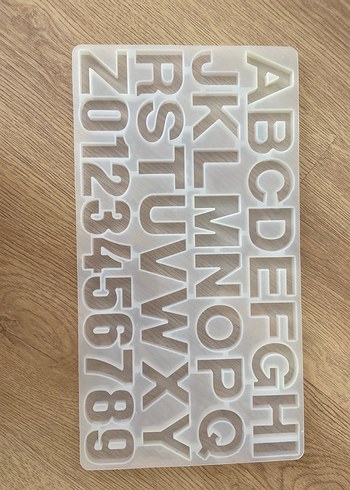 ABCDEFGHI
JKLMNOPQ
RSTUVWXY
Z0123456789